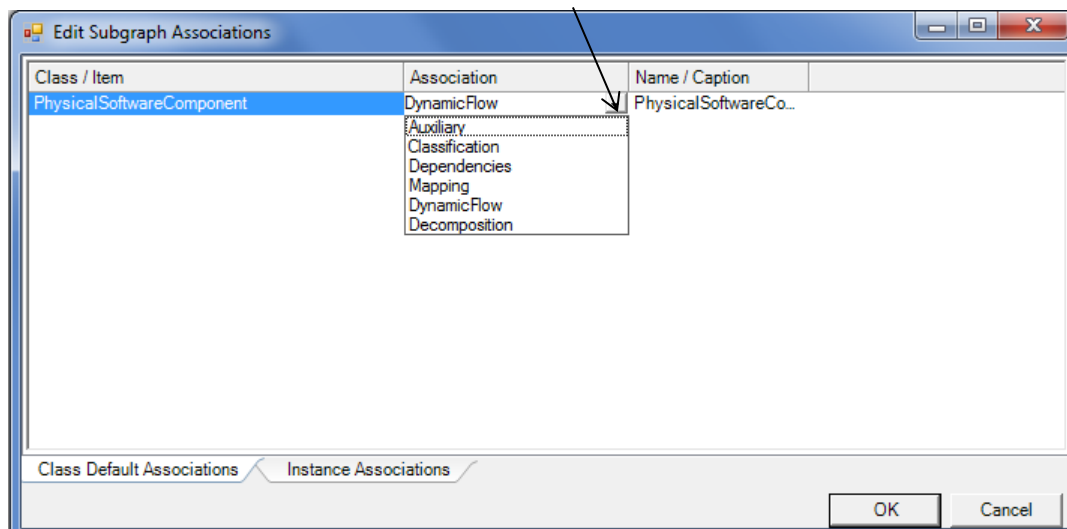 Edit Subgraph Associations
Class / Item Association Name / Caption
PhysicalSoftwareComponent DynamicFlow PhysicalSoftwareCo...
Auxiliary
Classification
Dependencies
Mapping
DynamicFlow
Decomposition
Class Default Associations Instance Associations
OK Cancel